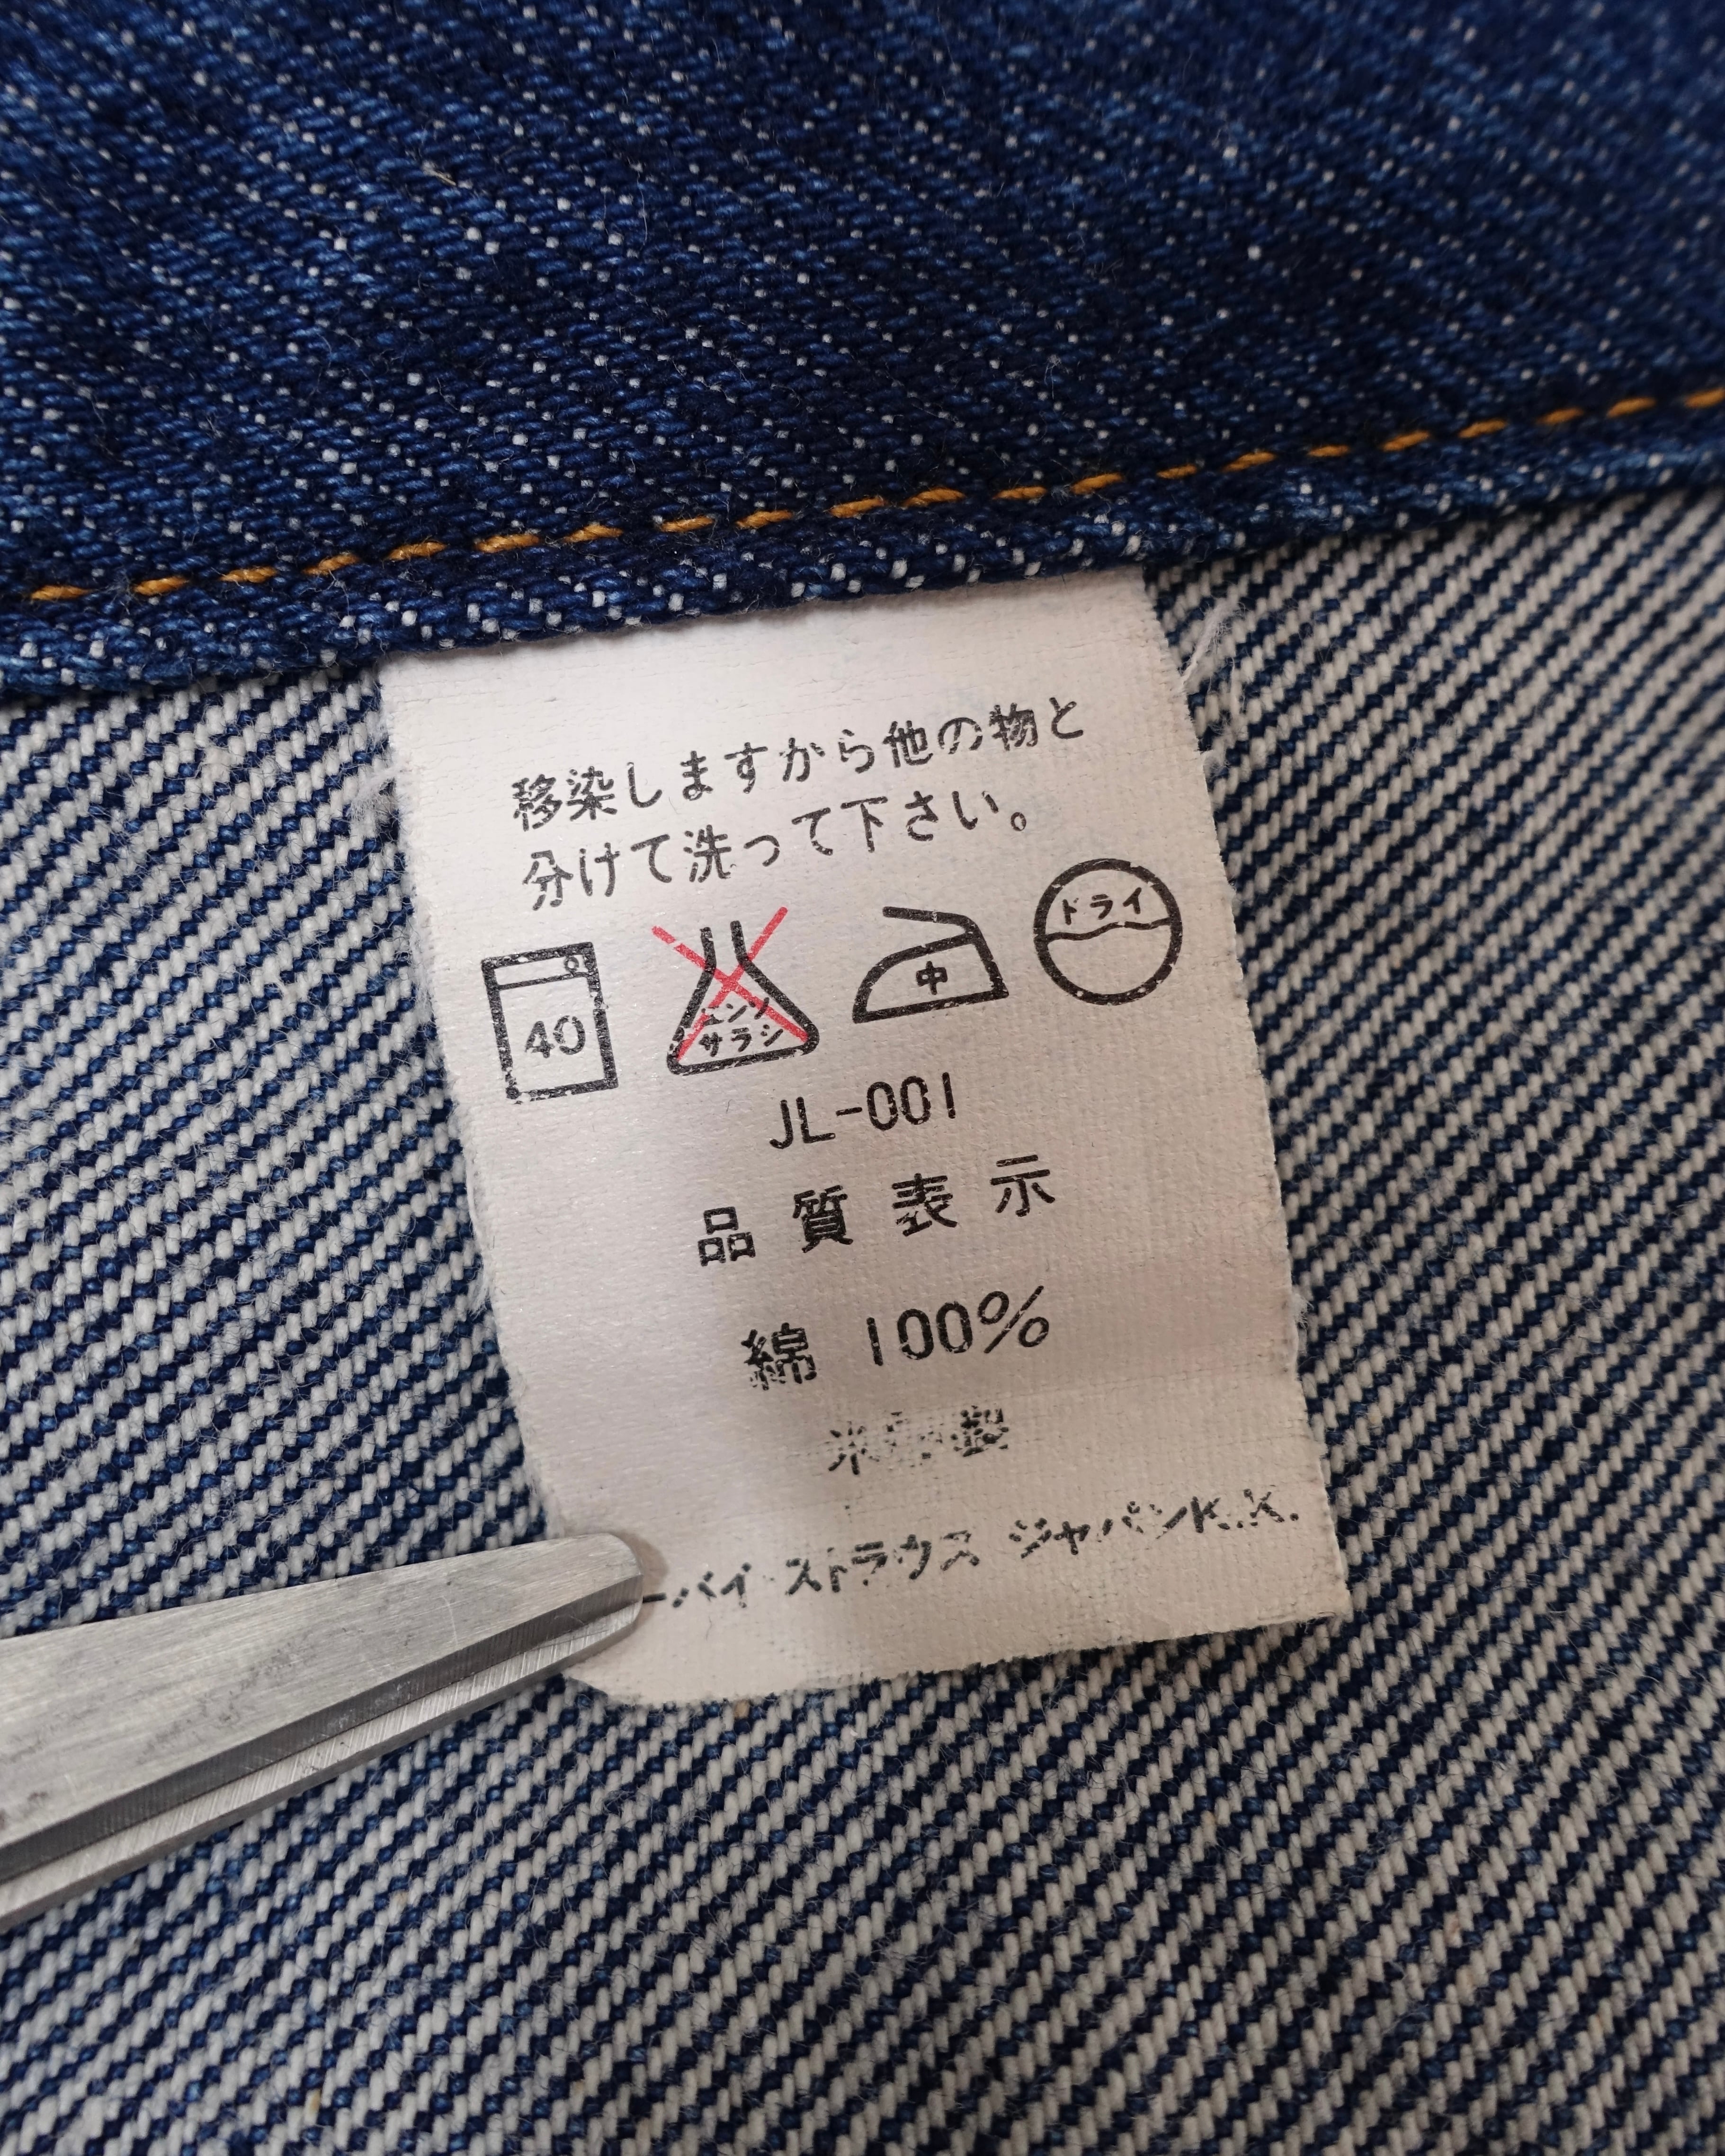 移染しますから他の物と
分けて洗って下さい。
40
エンソ
サラシ
中
ドライ
JL-001
品質表示
綿 100%
ーバイ ストラウス ジャパンK.K.